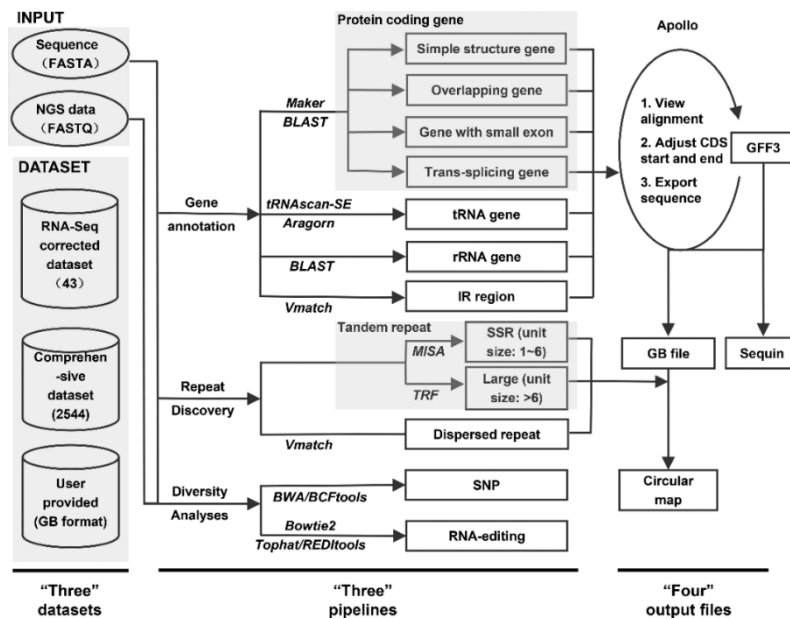 INPUT
Sequence
(FASTA)
NGS data
(FASTQ)
DATASET
RNA-Seq
corrected
dataset
(43)
Comprehen
-sive
dataset
(2544)
User
provided
(GB format)
"Three"
datasets
Gene
annotation
Repeat
Discovery
Diversity
Analyses
Maker
BLAST
tRNAscan-SE
Aragorn
BLAST
Vmatch
MISA
TRF
Vmatch
BWA/BCFtools
Bowtie2
Tophat/REDItools
Protein coding gene
Simple structure gene
Overlapping gene
Gene with small exon
Trans-splicing gene
tRNA gene
rRNA gene
IR region
Tandem repeat
SSR (unit
size: 1~6)
Large (unit
size: >6)
Dispersed repeat
SNP
RNA-editing
"Three"
pipelines
Apollo
1. View
alignment
2. Adjust CDS
start and end
3. Export
sequence
GFF3
GB file
Sequin
Circular
map
"Four"
output files